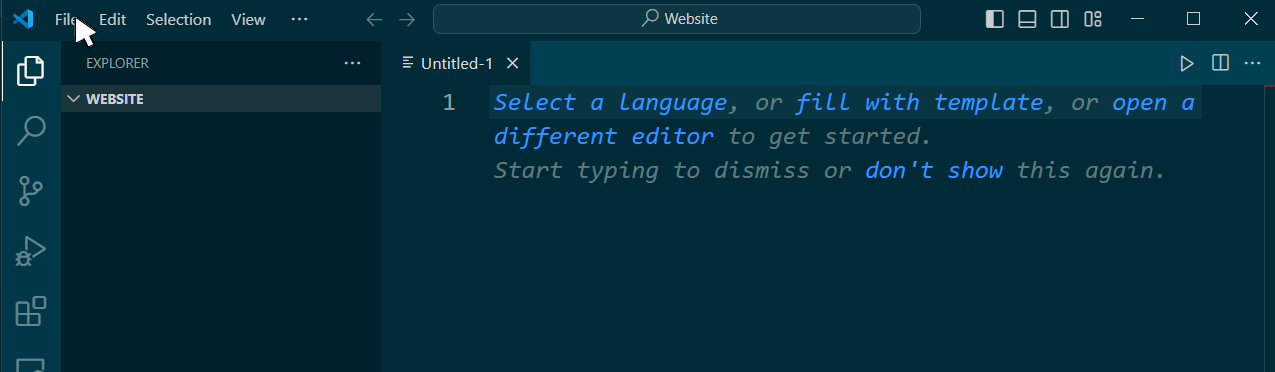 File Edit Selection View ···
Website
EXPLORER ···
WEBSITE
Untitled-1
1
Select a language, or fill with template, or open a
different editor to get started.
Start typing to dismiss or don't show this again.